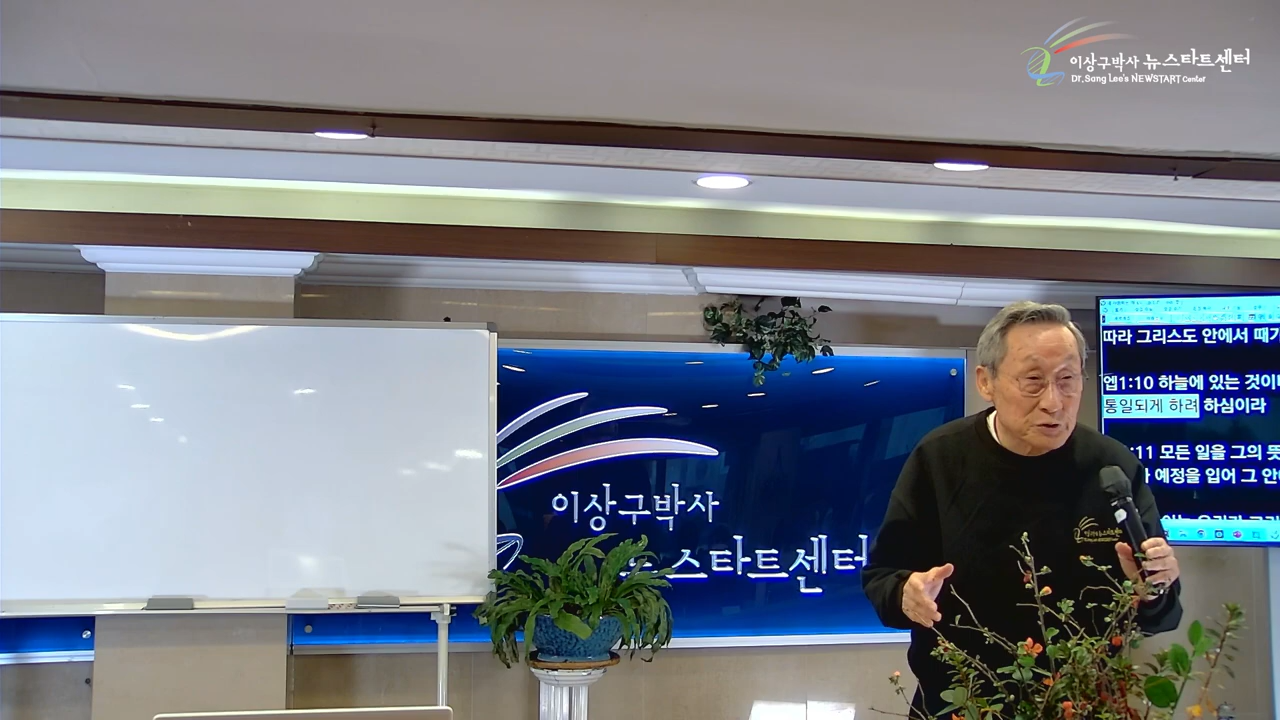 이상구박사 뉴스타트센터
Dr. Sang Lee's NEWSTART Center
따라 그리스도 안에서 때가
엡1:10 하늘에 있는 것이
통일되게 하려 하심이라
11 모든 일을 그의 뜻
예정을 입어 그 안에
이상구박사
스타트센터